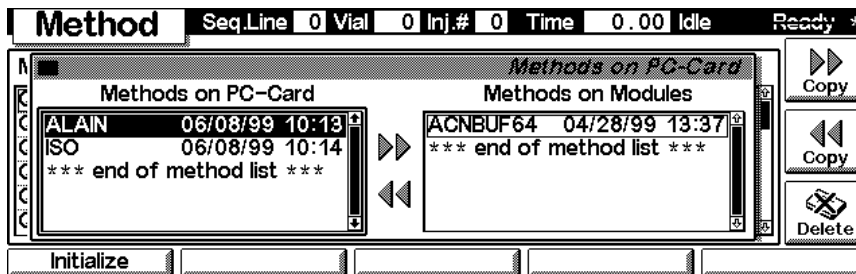 Method Seq.Line 0 Vial 0 Inj.# 0 Time 0.00 Idle Ready *
M
Methods on PC-Card
Copy
Methods on PC-Card Methods on Modules
ALAIN 06/08/99 10:13
ISO 06/08/99 10:14
*** end of method list ***
ACNBUF64 04/28/99 13:37
*** end of method list ***
Copy
Delete
Initialize